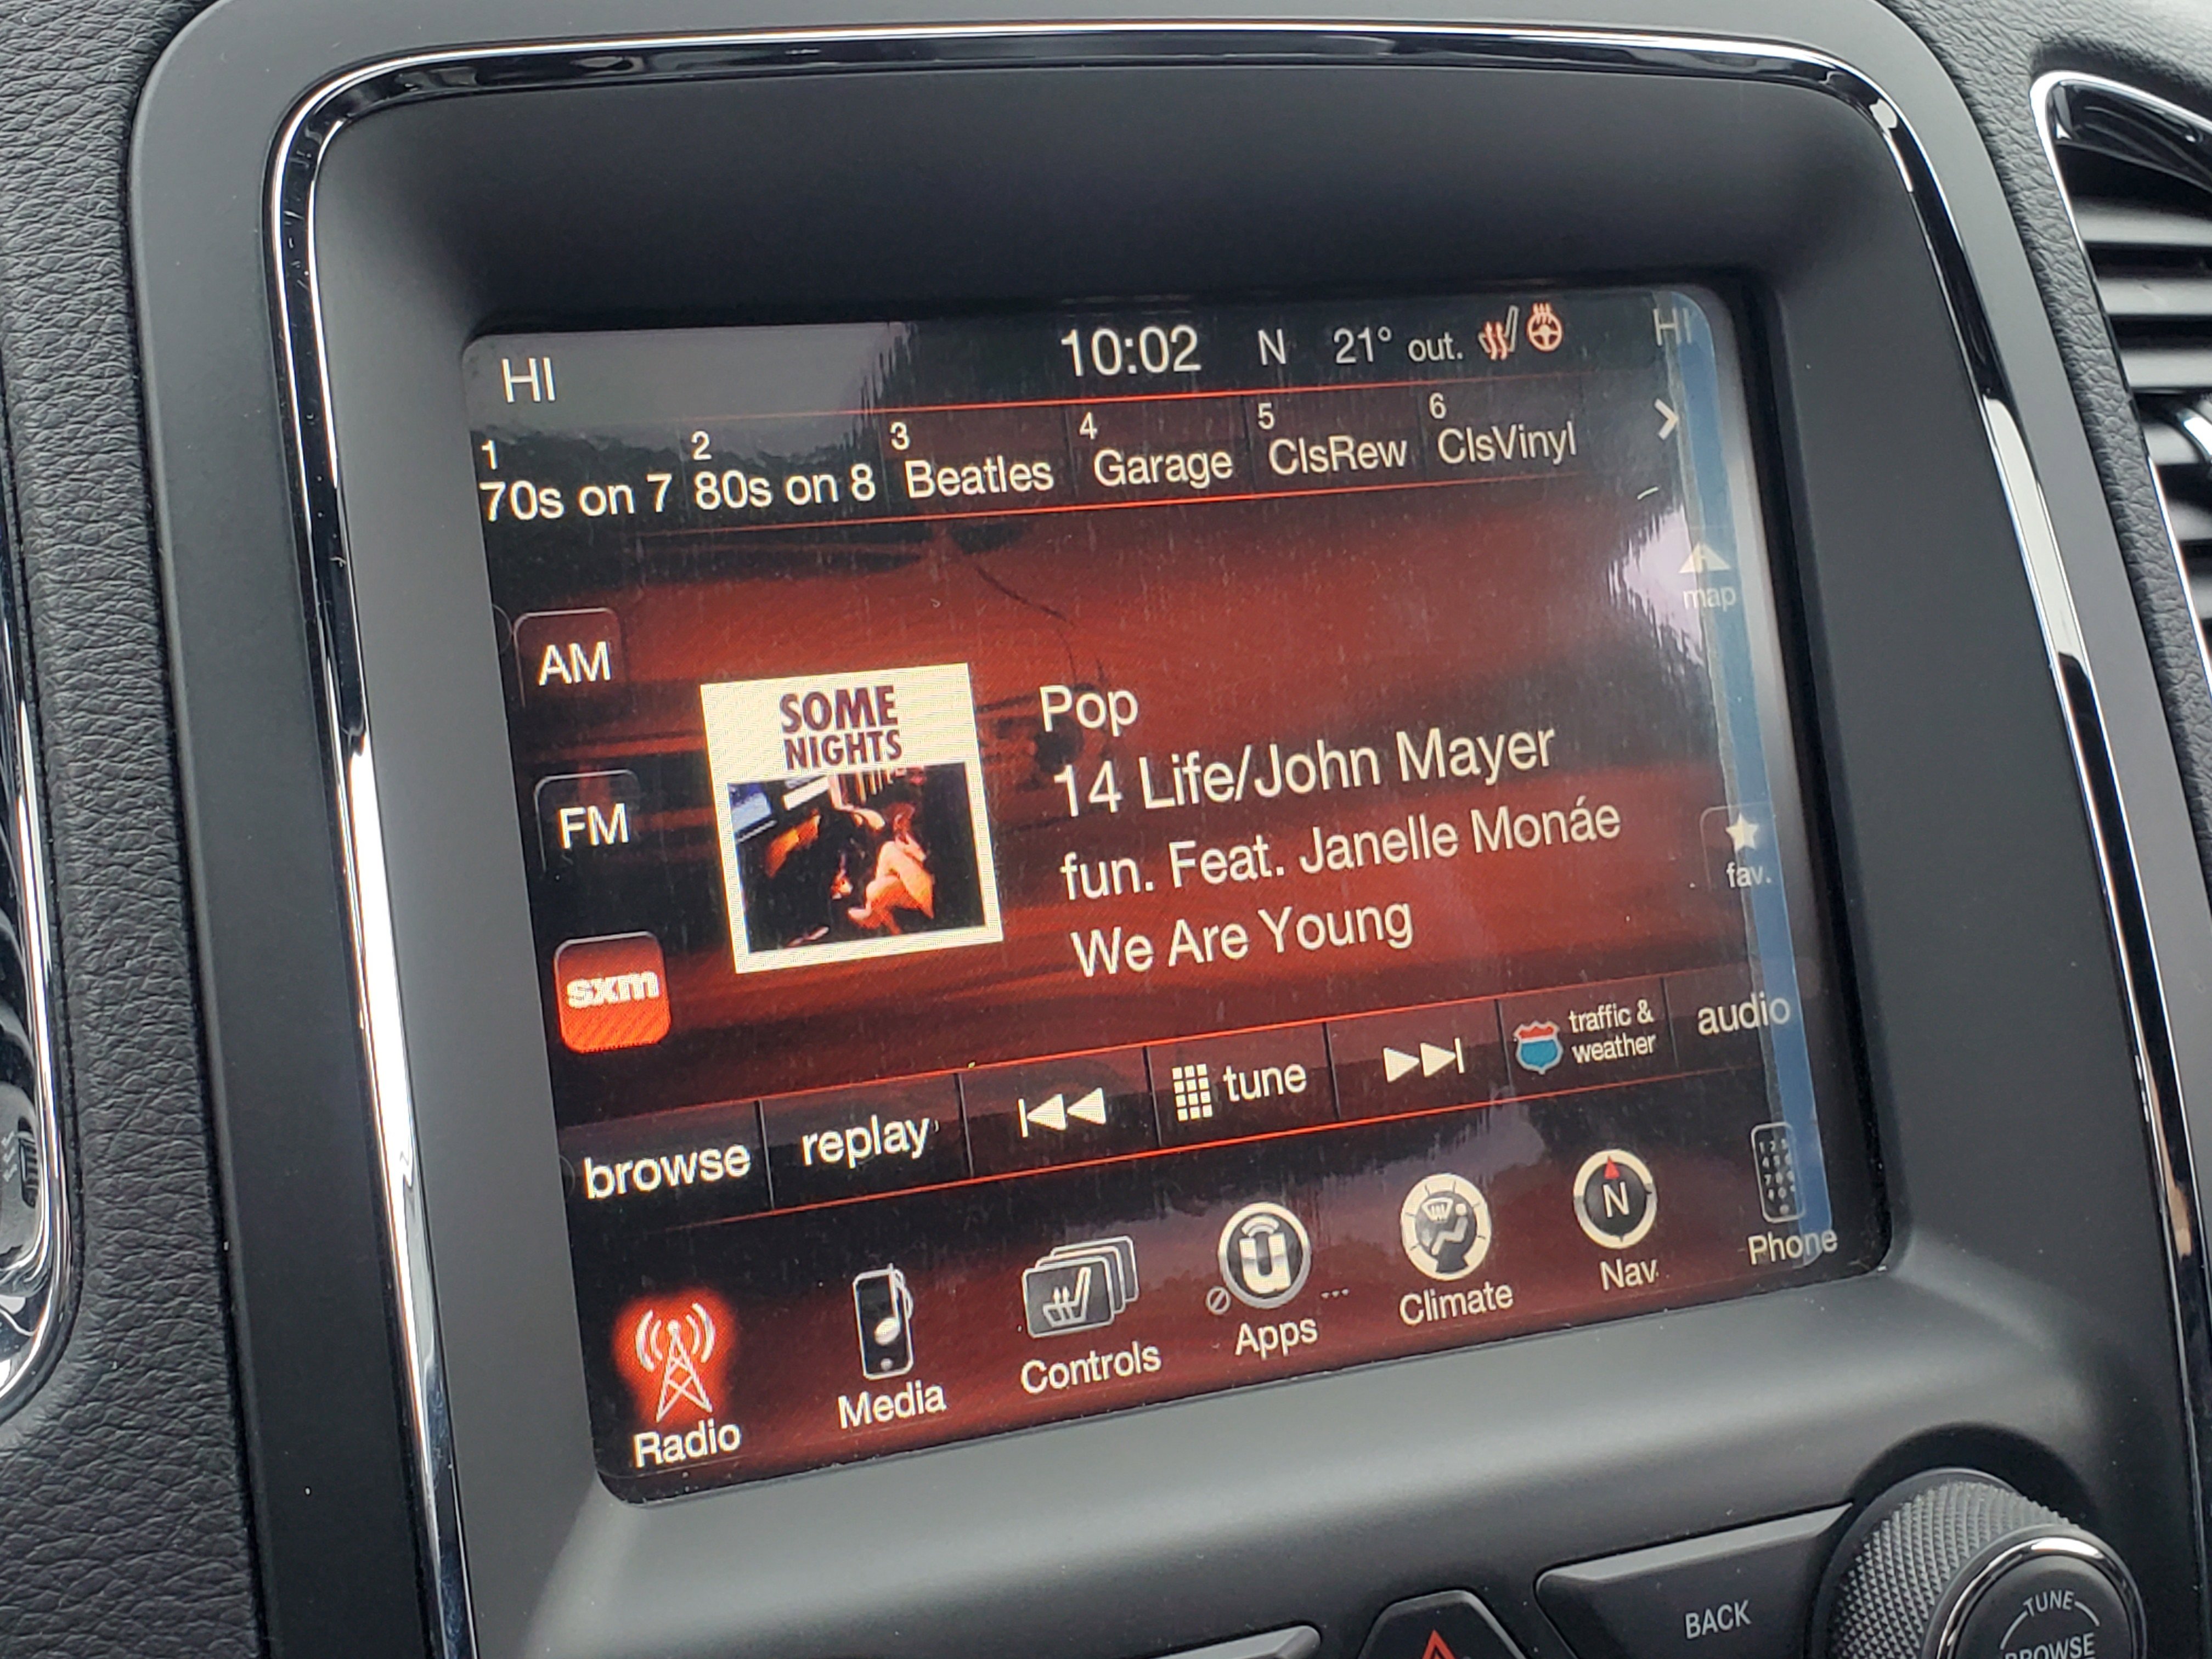 HI 10:02 N 21° out. HI
1 2 3 4 5 6
70s on 7 80s on 8 Beatles Garage ClsRew ClsVinyl
map
AM
SOME
NIGHTS
Pop
14 Life/John Mayer
FM
fun. Feat. Janelle Monáe
fav.
We Are Young
sxm
browse replay tune traffic & weather audio
u
N
Radio Media Controls Apps Climate Nav Phone
BACK
TUNE
BROWSE